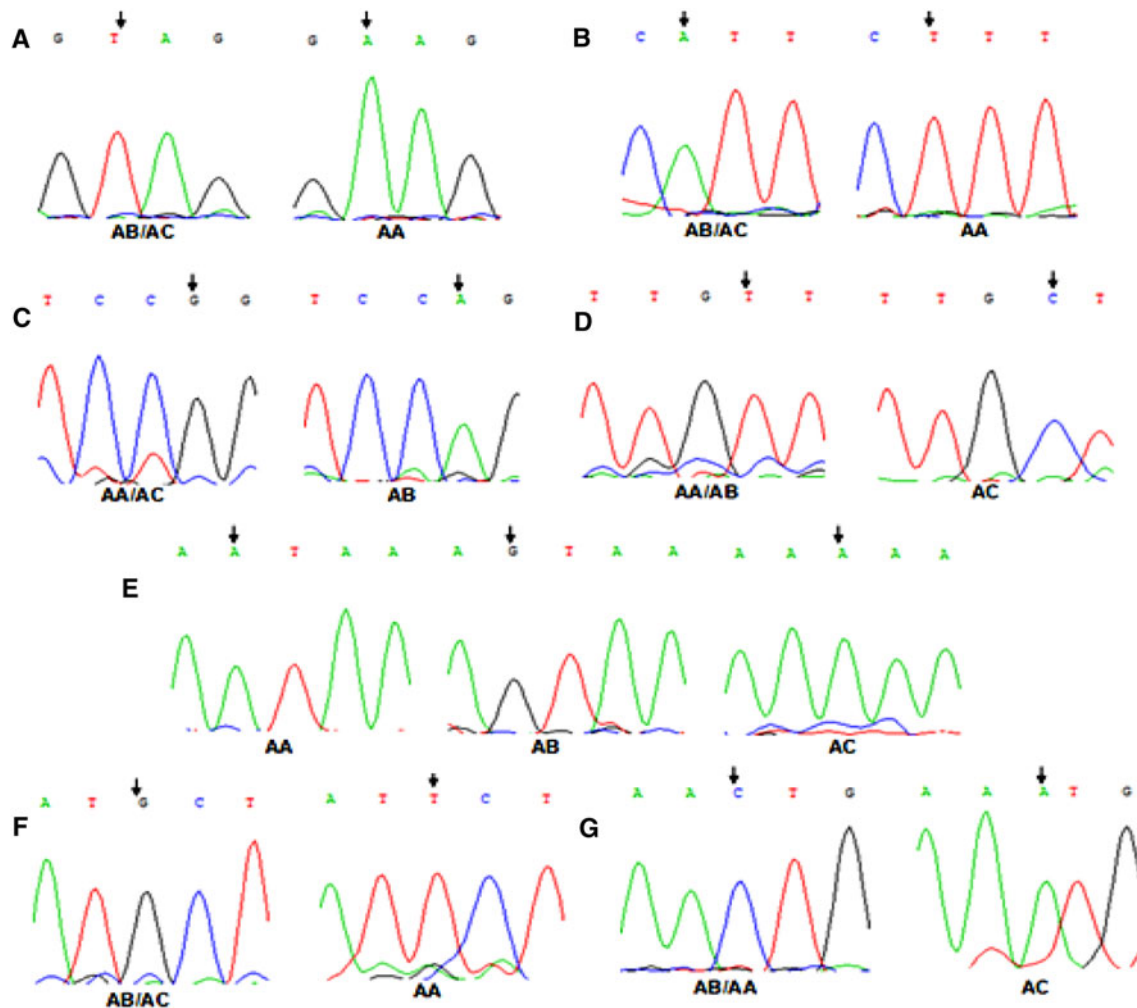 A G T A G G A A G B C A T T C T T T
AB/AC AA AB/AC AA
C T C C G G T C C A G D T T G T T T T G C T
AA/AC AB AA/AB AC
E A A T A A A G T A A A A A A A
AA AB AC
F A T G C T A T T C T G A A C T G A A A T G
AB/AC AA AB/AA AC